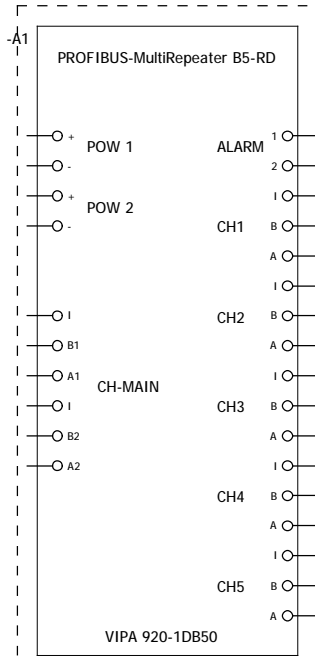 -A1
PROFIBUS-MultiRepeater B5-RD
+
POW 1
-
+
POW 2
-
I
B1
A1
CH-MAIN
I
B2
A2
ALARM
1
2
I
CH1
B
A
I
CH2
B
A
I
CH3
B
A
I
CH4
B
A
I
CH5
B
A
VIPA 920-1DB50